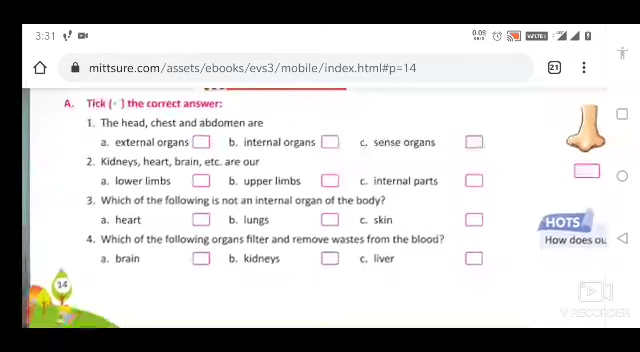 3:31
0.09
KB/S
VoLTE1
mittsure.com/assets/ebooks/evs3/mobile/index.html#p=14
21
A. Tick ( ) the correct answer:
1. The head, chest and abdomen are
a. external organs b. internal organs c. sense organs
2. Kidneys, heart, brain, etc. are our
a. lower limbs b. upper limbs c. internal parts
3. Which of the following is not an internal organ of the body?
a. heart b. lungs c. skin
4. Which of the following organs filter and remove wastes from the blood?
a. brain b. kidneys c. liver
HOTS
How does ou
14
V RECORDER